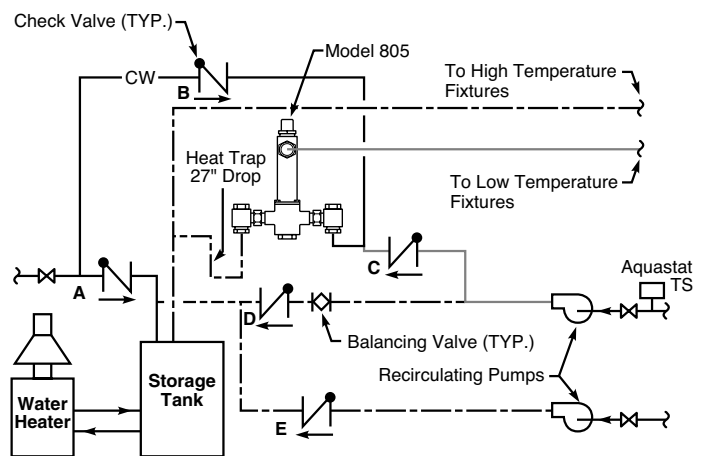 Check Valve (TYP.)
Model 805
CW
B
To High Temperature
Fixtures
Heat Trap
27" Drop
To Low Temperature
Fixtures
C
A
Aquastat
TS
D
Balancing Valve (TYP.)
Recirculating Pumps
Storage
Tank
Water
Heater
E